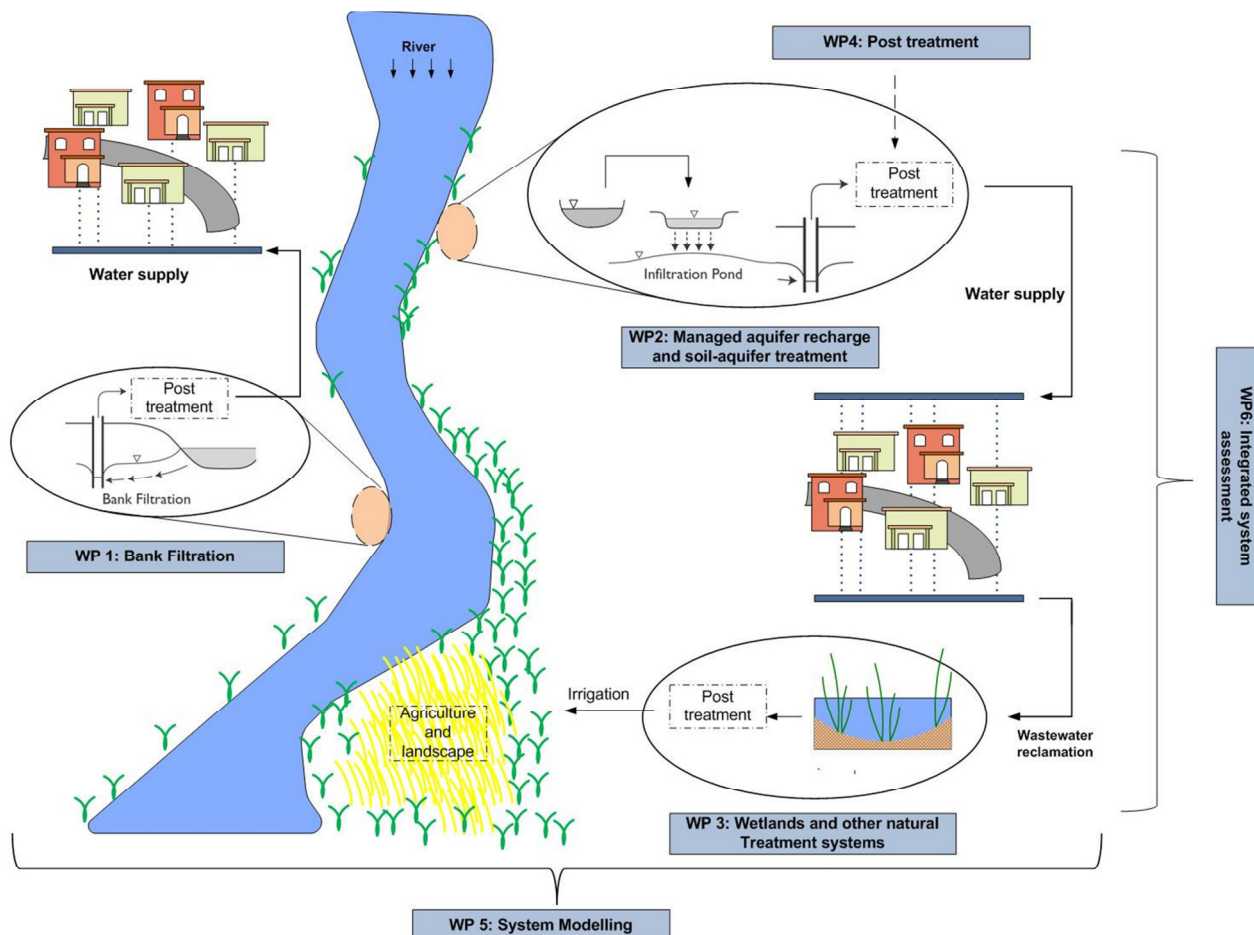 River
WP4: Post treatment
Post
treatment
Infiltration Pond
Water supply
Water supply
WP2: Managed aquifer recharge
and soil-aquifer treatment
Post
treatment
Bank Filtration
WP 1: Bank Filtration
WP6: Integrated system
assessment
Irrigation
Post
treatment
Agriculture
and
landscape
Wastewater
reclamation
WP 3: Wetlands and other natural
Treatment systems
WP 5: System Modelling